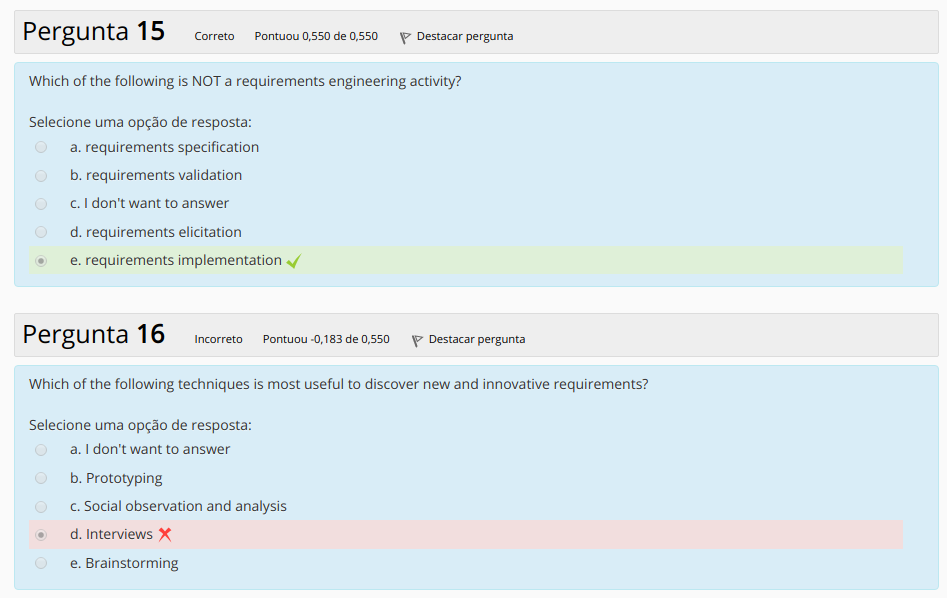 Pergunta 15 Correto Pontuou 0,550 de 0,550 Destacar pergunta
Which of the following is NOT a requirements engineering activity?
Selecione uma opção de resposta:
a. requirements specification
b. requirements validation
c. I don't want to answer
d. requirements elicitation
e. requirements implementation
Pergunta 16 Incorreto Pontuou -0,183 de 0,550 Destacar pergunta
Which of the following techniques is most useful to discover new and innovative requirements?
Selecione uma opção de resposta:
a. I don't want to answer
b. Prototyping
c. Social observation and analysis
d. Interviews
e. Brainstorming